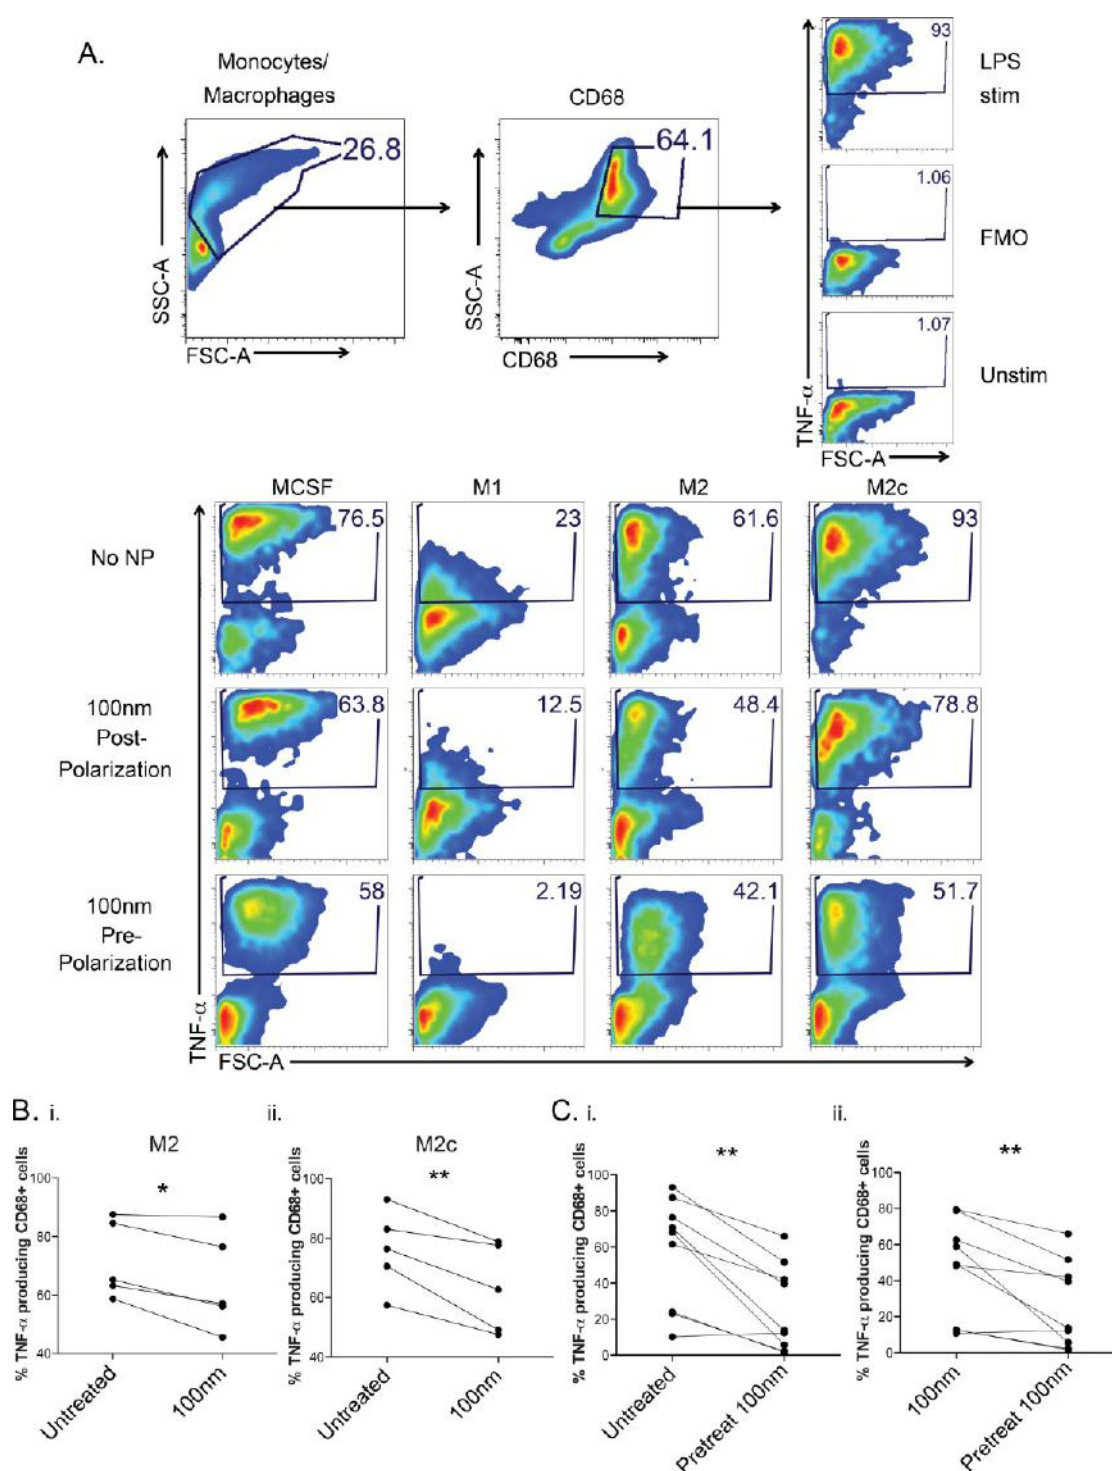 A.
Monocytes/
Macrophages
26.8
SSC-A
FSC-A
CD68
64.1
SSC-A
CD68
93
LPS
stim
1.06
FMO
1.07
Unstim
TNF-α
FSC-A
MCSF
M1
M2
M2c
No NP
76.5
23
61.6
93
100nm
Post-
Polarization
63.8
12.5
48.4
78.8
100nm
Pre-
Polarization
58
2.19
42.1
51.7
TNF-α
FSC-A
B. i.
M2
% TNF-α producing CD68+ cells
100
80
60
40
*
Untreated
100nm
ii.
M2c
% TNF-α producing CD68+ cells
100
80
60
40
**
Untreated
100nm
C. i.
% TNF-α producing CD68+ cells
100
80
60
40
20
0
**
Untreated
Pretreat 100nm
ii.
% TNF-α producing CD68+ cells
100
80
60
40
20
0
**
100nm
Pretreat 100nm